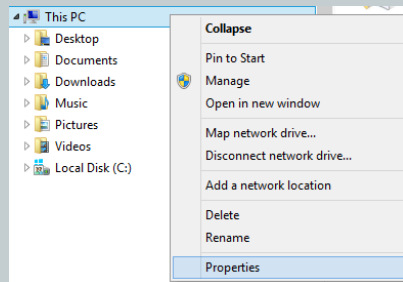 This PC
Desktop
Documents
Downloads
Music
Pictures
Videos
Local Disk (C:)
Collapse
Pin to Start
Manage
Open in new window
Map network drive...
Disconnect network drive...
Add a network location
Delete
Rename
Properties